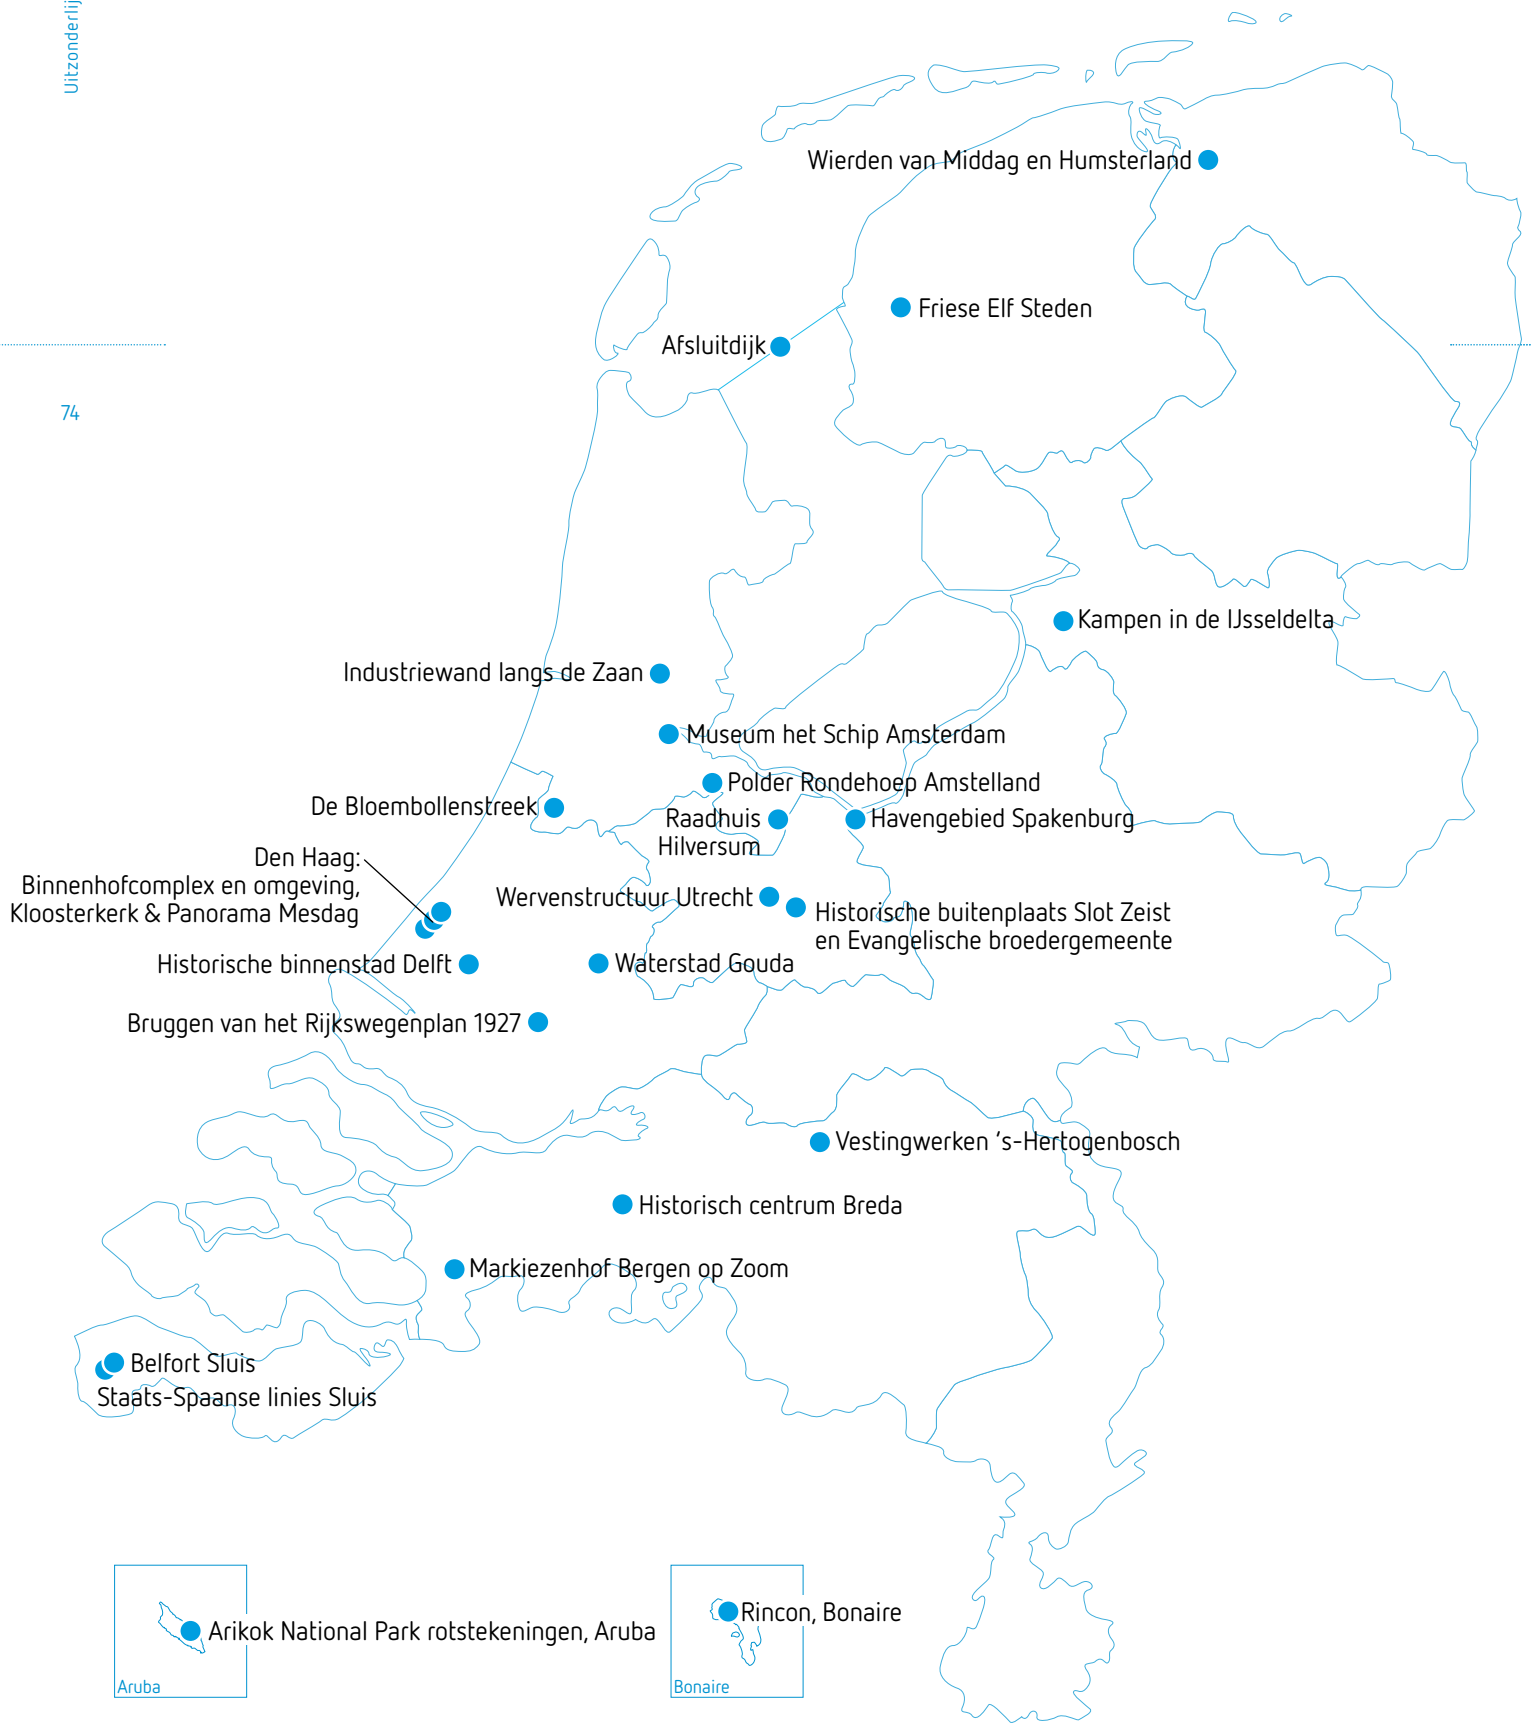 Uitzonderlij
Wierden van Middag en Humsterland
Friese Elf Steden
Afsluitdijk
74
Kampen in de IJsseldelta
Industriewand langs de Zaan
Museum het Schip Amsterdam
Polder Rondehoep Amstelland
De Bloembollenstreek
Raadhuis
Hilversum
Havengebied Spakenburg
Den Haag:
Binnenhofcomplex en omgeving,
Kloosterkerk & Panorama Mesdag
Wervenstructuur Utrecht
Historische buitenplaats Slot Zeist
en Evangelische broedergemeente
Historische binnenstad Delft
Waterstad Gouda
Bruggen van het Rijkswegenplan 1927
Vestingwerken ‘s-Hertogenbosch
Historisch centrum Breda
Markiezenhof Bergen op Zoom
Belfort Sluis
Staats-Spaanse linies Sluis
Arikok National Park rotstekeningen, Aruba
Aruba
Rincon, Bonaire
Bonaire